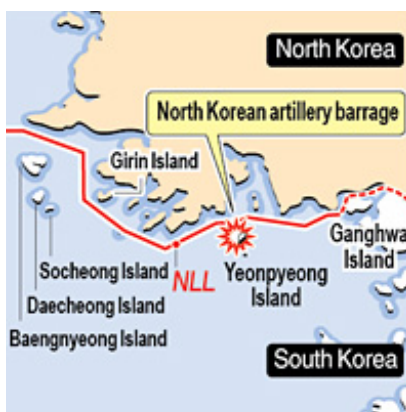 North Korea
North Korean artillery barrage
Girin Island
Ganghwa
Island
Socheong Island
NLL
Yeonpyeong
Island
Daecheong Island
Baengnyeong Island
South Korea